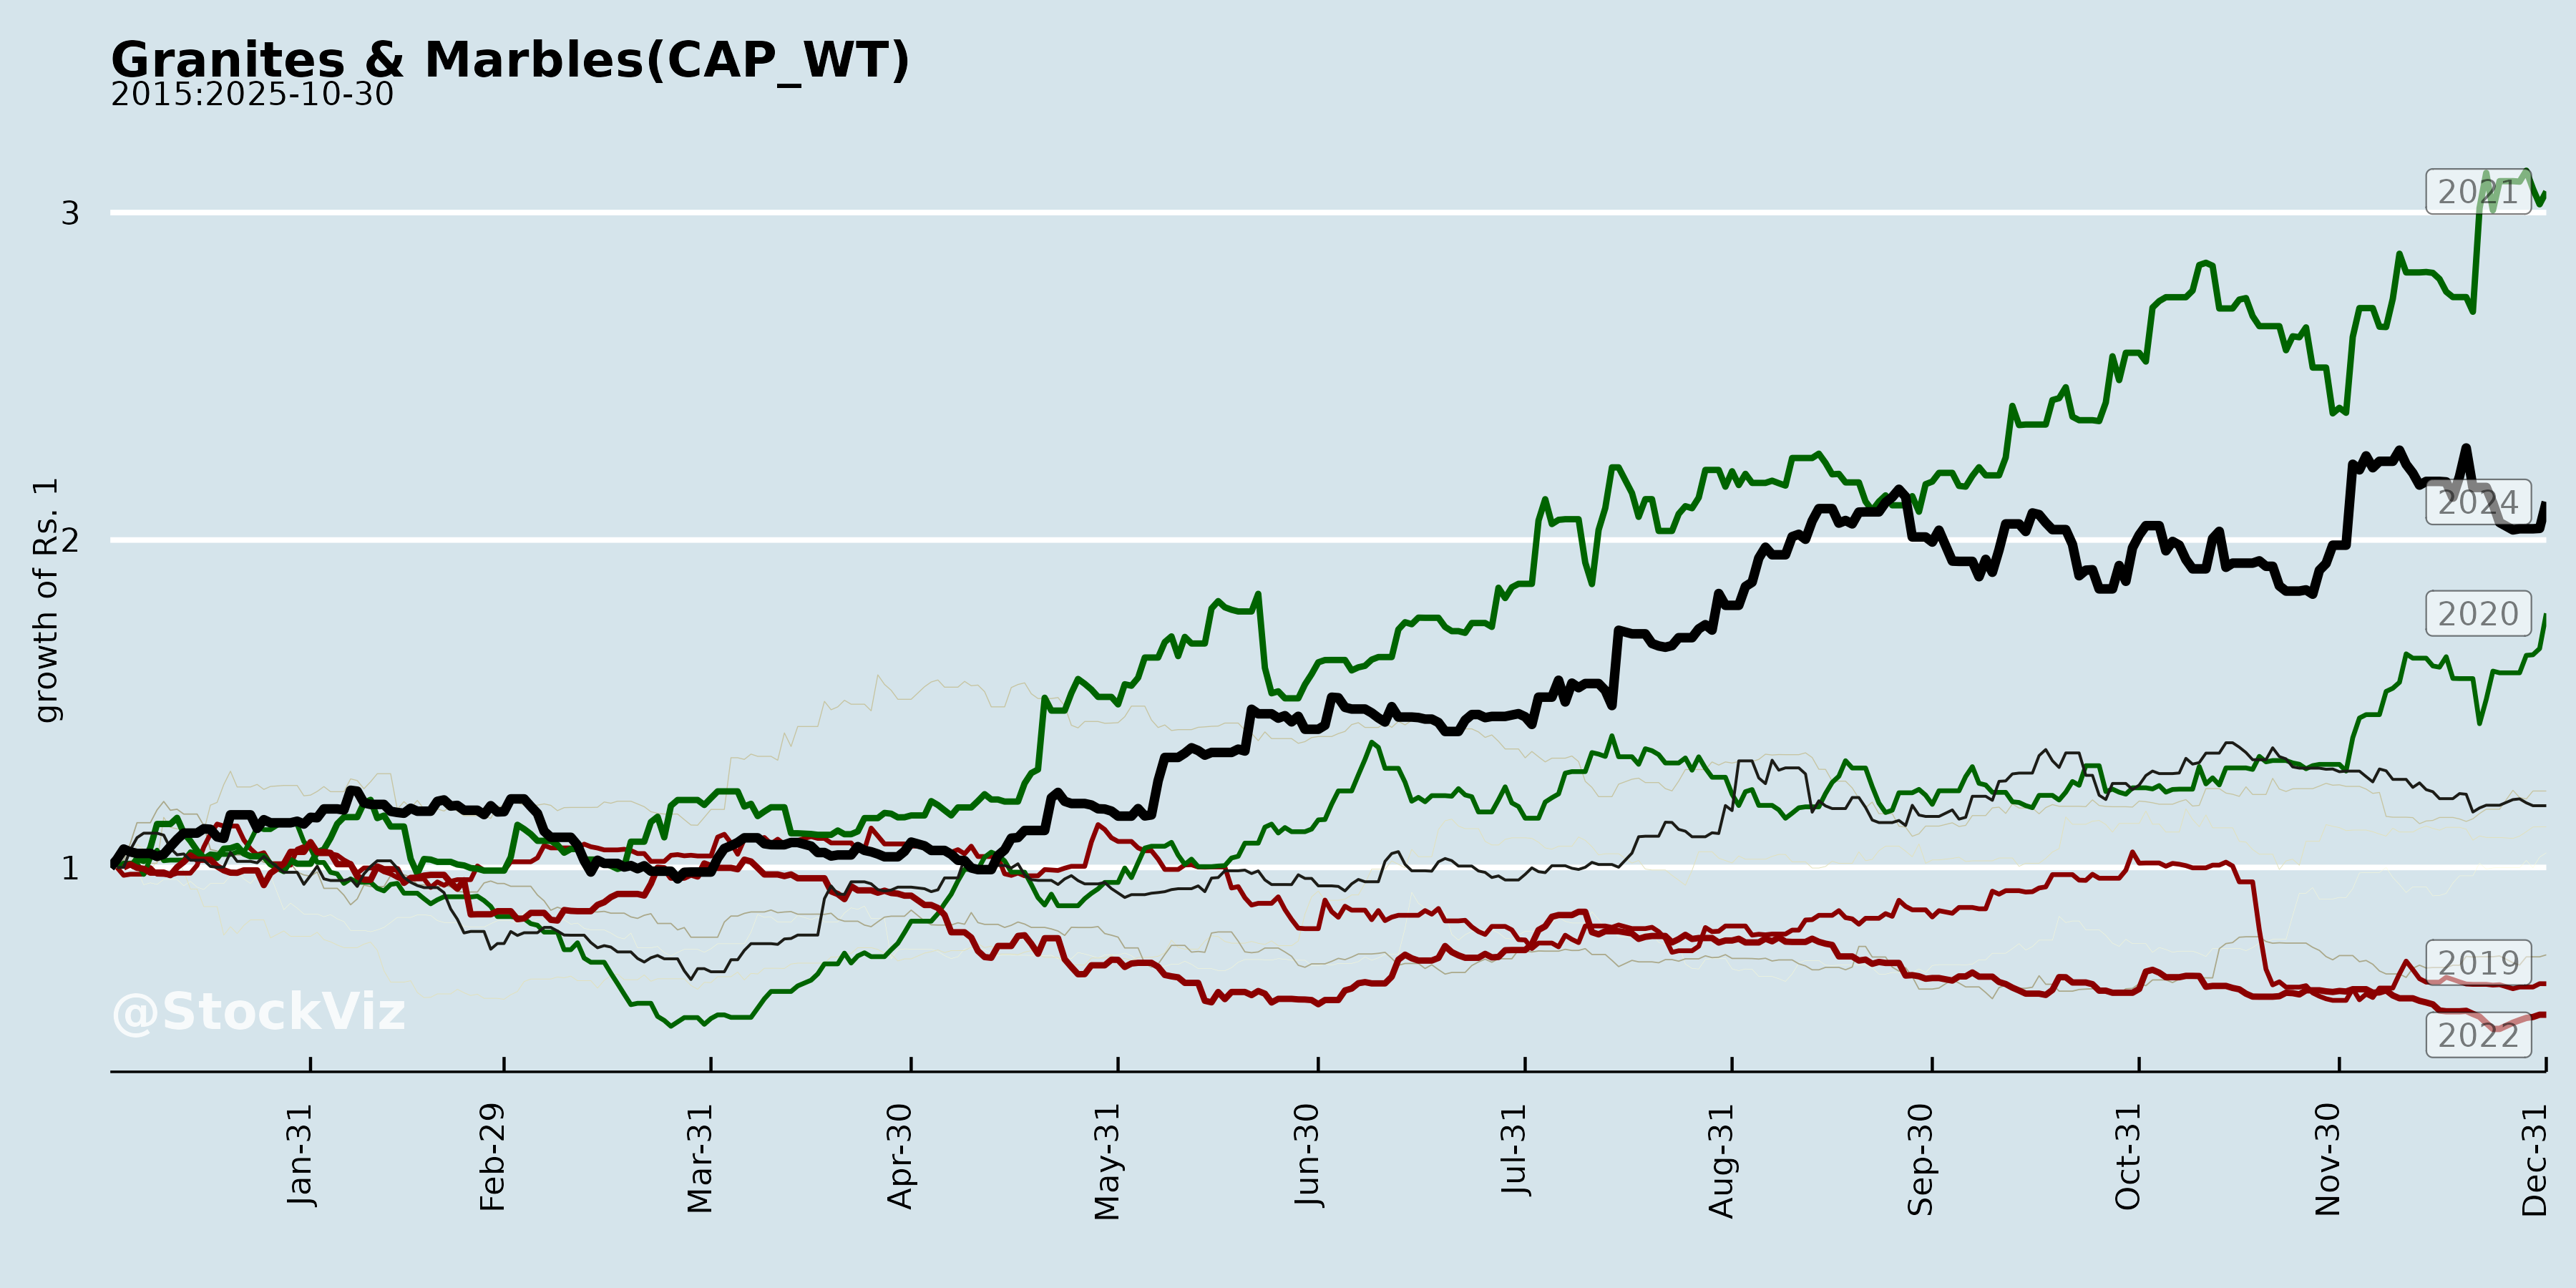 Granites & Marbles(CAP_WT)
2015:2025-10-30
growth of Rs. 1
3
2
1
2021
2024
2020
2019
2022
@StockViz
Jan-31
Feb-29
Mar-31
Apr-30
May-31
Jun-30
Jul-31
Aug-31
Sep-30
Oct-31
Nov-30
Dec-31